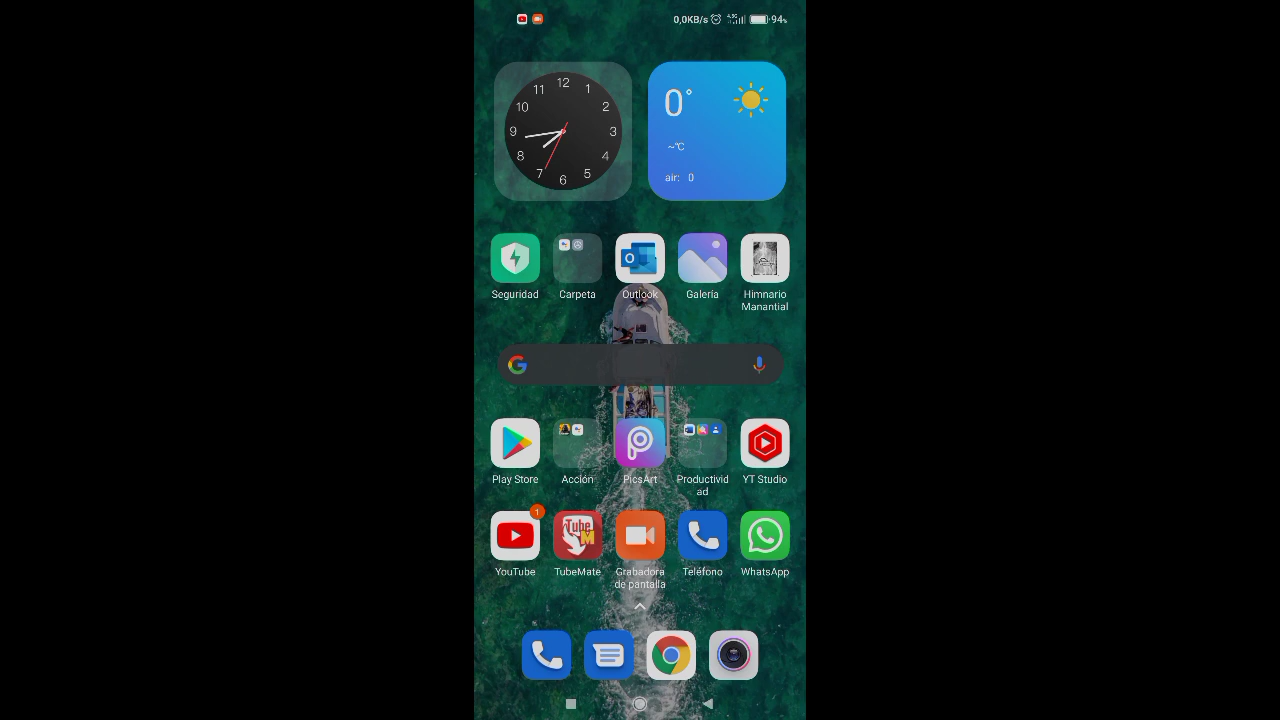 0,0KB/s 94%
12
11 1
10 2
9 3
8 4
7 5
6
0°
~℃
air: 0
Seguridad Carpeta Outlook Galería Himnario
Manantial
Play Store Acción PicsArt Productivid
ad YT Studio
1
Tube
M
YouTube TubeMate Grabadora
de pantalla Teléfono WhatsApp